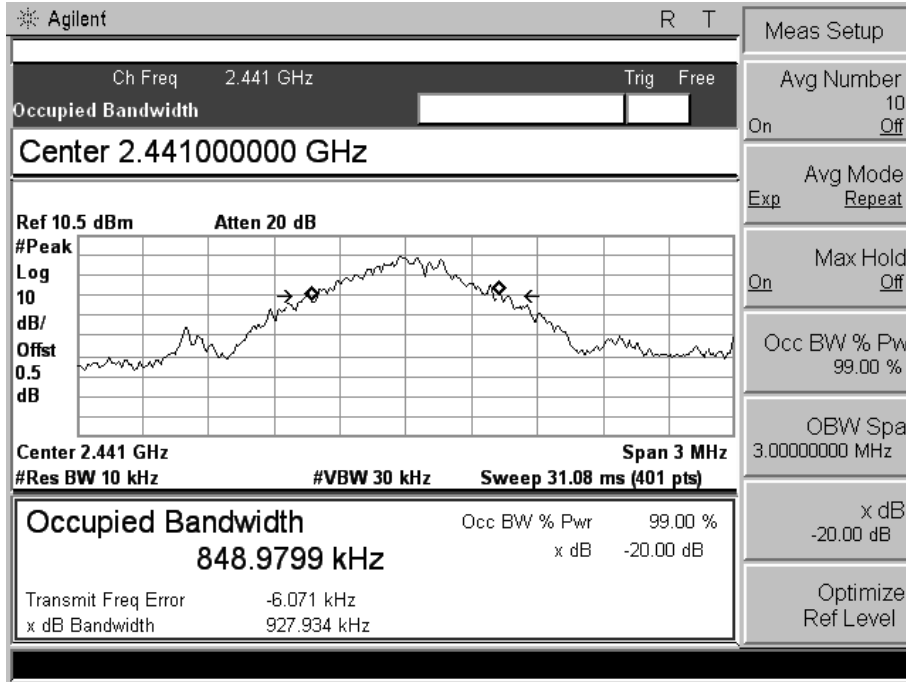 Agilent
R T
Ch Freq 2.441 GHz Trig Free
Occupied Bandwidth
Center 2.441000000 GHz
Ref 10.5 dBm Atten 20 dB
#Peak
Log
10
dB/
Offst
0.5
dB
Center 2.441 GHz Span 3 MHz
#Res BW 10 kHz #VBW 30 kHz Sweep 31.08 ms (401 pts)
Occupied Bandwidth
848.9799 kHz
Occ BW % Pwr 99.00 %
x dB -20.00 dB
Transmit Freq Error -6.071 kHz
x dB Bandwidth 927.934 kHz
Meas Setup
Avg Number
10
On Off
Avg Mode
Exp Repeat
Max Hold
On Off
Occ BW % Pw
99.00 %
OBW Spa
3.00000000 MHz
x dB
-20.00 dB
Optimize
Ref Level